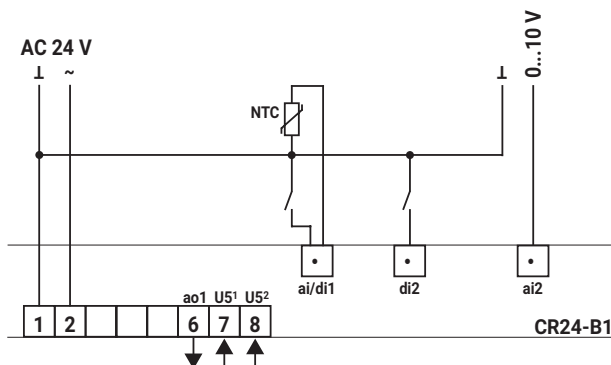 AC 24 V
⊥ ~ ⊥ 0...10 V
NTC
ai/di1 di2 ai2
ao1 U5¹ U5²
1 2 6 7 8
CR24-B1